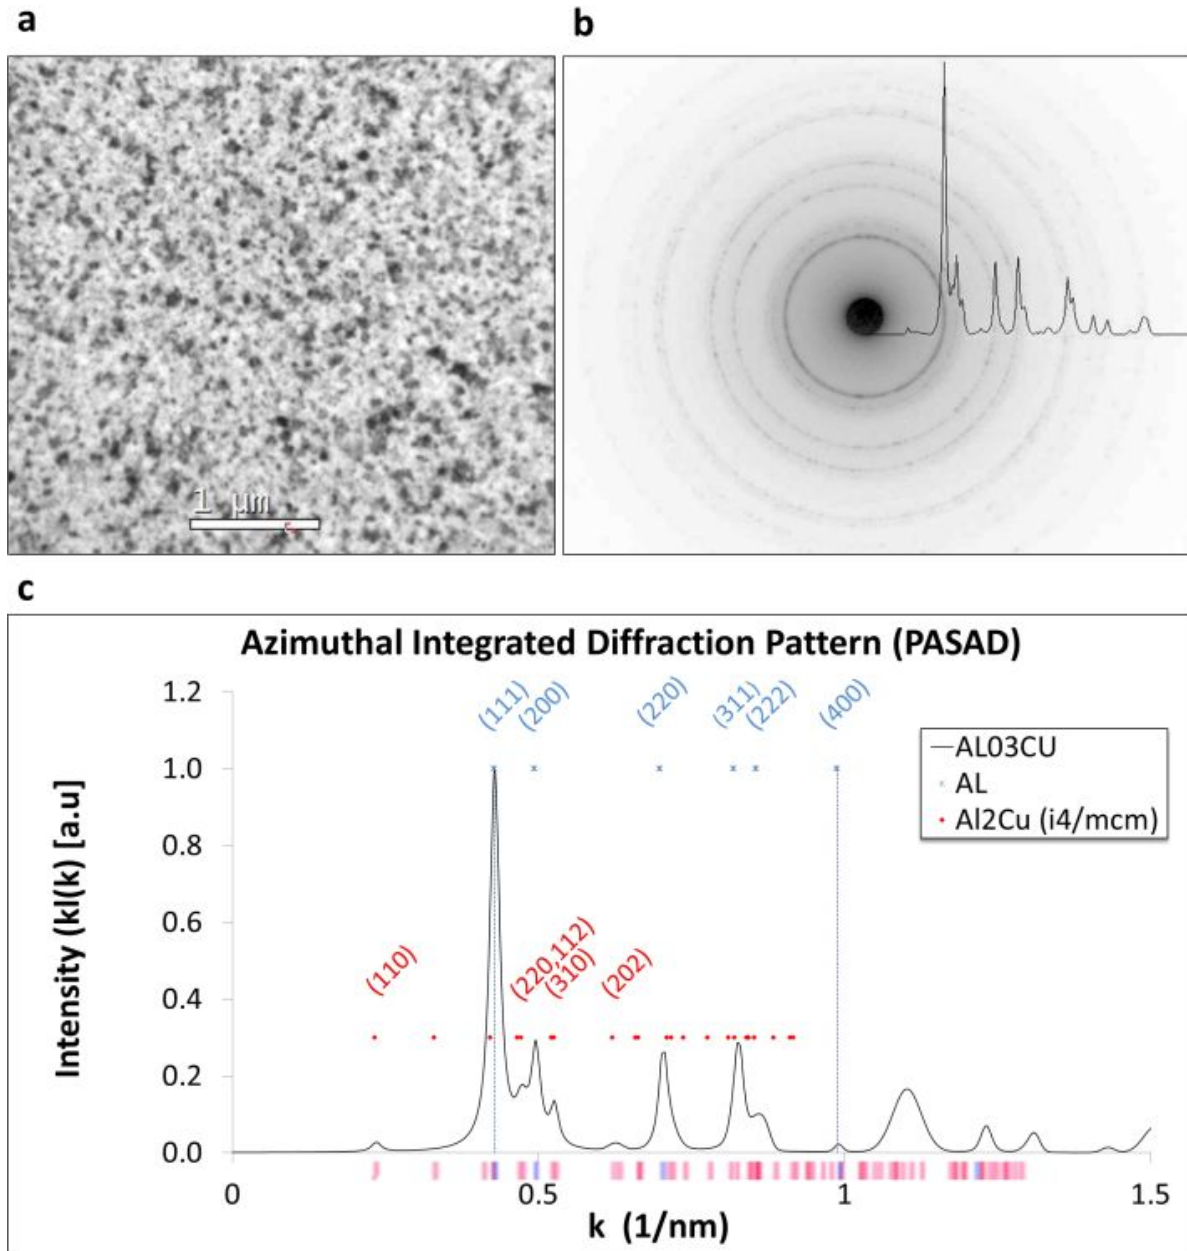 a
b
1 µm
c
Azimuthal Integrated Diffraction Pattern (PASAD)
Intensity (kI(k) [a.u]
1.2
1.0
0.8
0.6
0.4
0.2
0.0
(111)
(200)
(220)
(311)
(222)
(400)
(110)
(220,112)
(310)
(202)
AL03CU
AL
Al2Cu (i4/mcm)
0
0.5
1
1.5
k (1/nm)